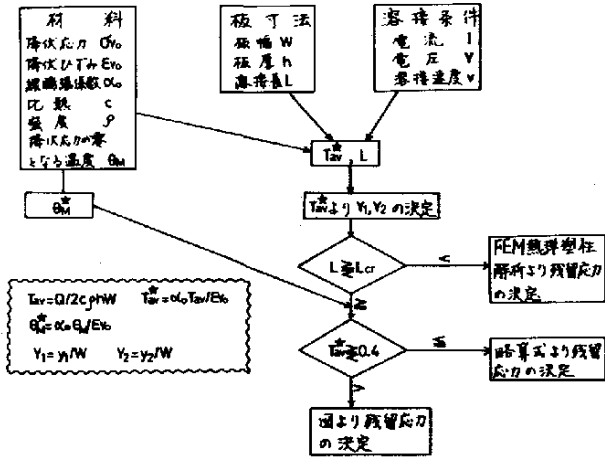 材　料
降伏応力 σY₀
降伏ひずみ εY₀
線膨張係数 α₀
比熱 c
密度 ρ
降伏応力が零
となる温度 θM
板寸法
板幅 W
板厚 h
溶接長 L
溶接条件
電流 I
電圧 V
溶接速度 v
T*av , L
θ*M
T*avより Y₁,Y₂ の決定
L ≧ Lcr
<
FEM熱弾塑性
解析より残留応力
の決定
≧
Tav=Q/2cρhW　T*av=α₀Tav/εY₀
θ*M=α₀θM/εY₀
Y₁=y₁/W　Y₂=y₂/W
T*av≧0.4
≦
略算式より残留
応力の決定
>
図より残留応力
の決定